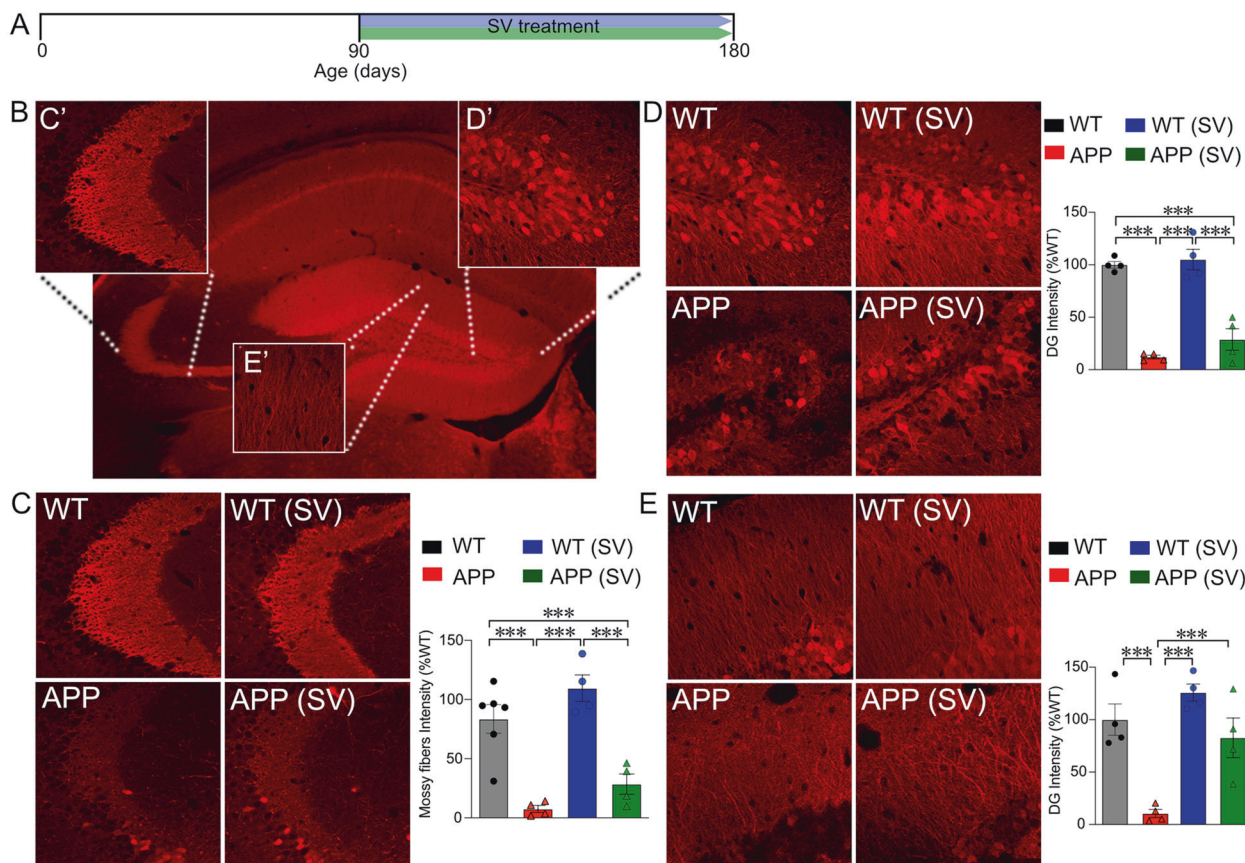 A
SV treatment
0
90
180
Age (days)
B
C’
D’
E’
D
WT
WT (SV)
APP
APP (SV)
WT
WT (SV)
APP
APP (SV)
150
100
50
0
DG Intensity (%WT)
***
***
***
***
C
WT
WT (SV)
APP
APP (SV)
WT
WT (SV)
APP
APP (SV)
150
100
50
0
Mossy fibers Intensity (%WT)
***
***
***
***
E
WT
WT (SV)
APP
APP (SV)
WT
WT (SV)
APP
APP (SV)
150
100
50
0
DG Intensity (%WT)
***
***
***